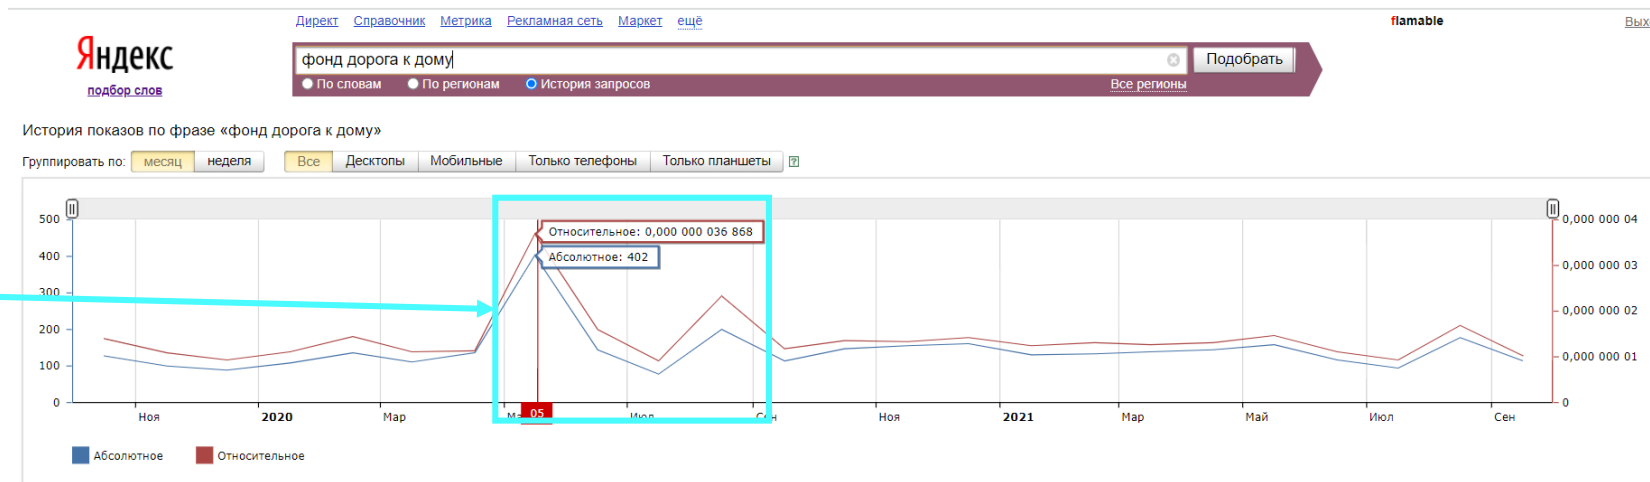 Директ Справочник Метрика Рекламная сеть Маркет ещё flamable
Яндекс
подбор слов
фонд дорога к дому Подобрать
По словам По регионам История запросов Все регионы
История показов по фразе «фонд дорога к дому»
Группировать по: месяц неделя Все Десктопы Мобильные Только телефоны Только планшеты ?
500 0,000 000 04
Относительное: 0,000 000 036 868
Абсолютное: 402
400
0,000 000 03
300
0,000 000 02
200
0,000 000 01
100
0 0
Ноя 2020 Мар 05 Июл Сен Ноя 2021 Мар Май Июл Сен
Абсолютное Относительное